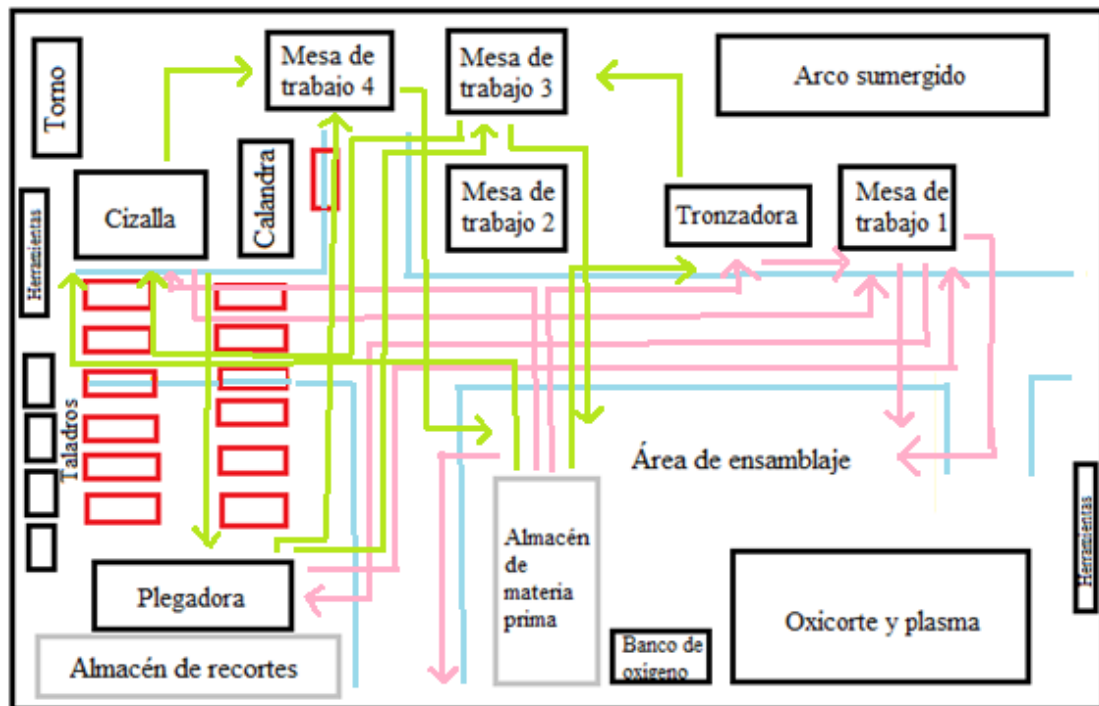 Torno
Mesa de
trabajo 4
Mesa de
trabajo 3
Arco sumergido
Cizalla
Calandra
Mesa de
trabajo 2
Tronzadora
Mesa de
trabajo 1
Herramientas
Taladros
Área de ensamblaje
Almacén
de
materia
prima
Herramientas
Plegadora
Oxicorte y plasma
Banco de
oxígeno
Almacén de recortes